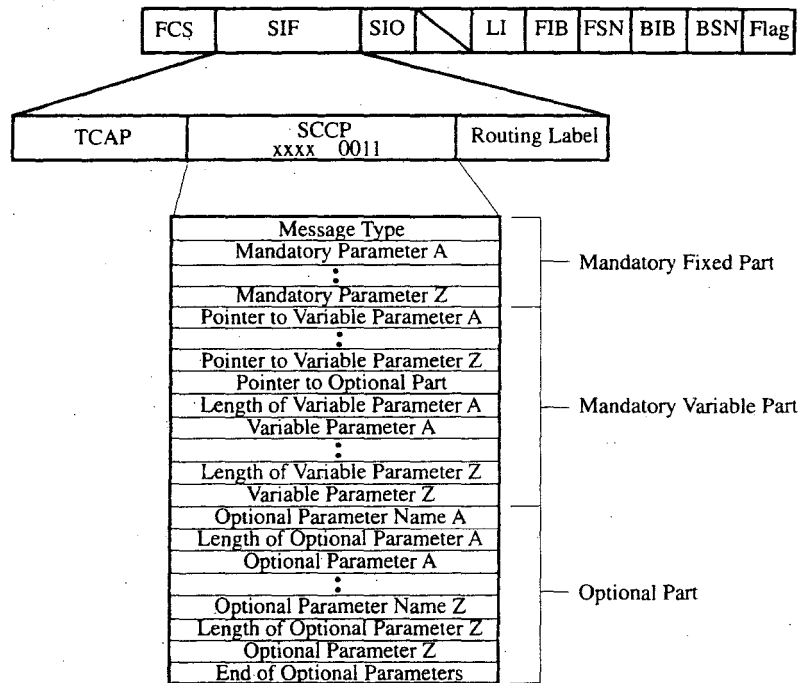 FCS SIF SIO LI FIB FSN BIB BSN Flag
TCAP SCCP Routing Label
xxxx 0011
Message Type
Mandatory Parameter A
Mandatory Parameter Z
Mandatory Fixed Part
Pointer to Variable Parameter A
Pointer to Variable Parameter Z
Pointer to Optional Part
Length of Variable Parameter A
Variable Parameter A
Length of Variable Parameter Z
Variable Parameter Z
Mandatory Variable Part
Optional Parameter Name A
Length of Optional Parameter A
Optional Parameter A
Optional Parameter Name Z
Length of Optional Parameter Z
Optional Parameter Z
End of Optional Parameters
Optional Part